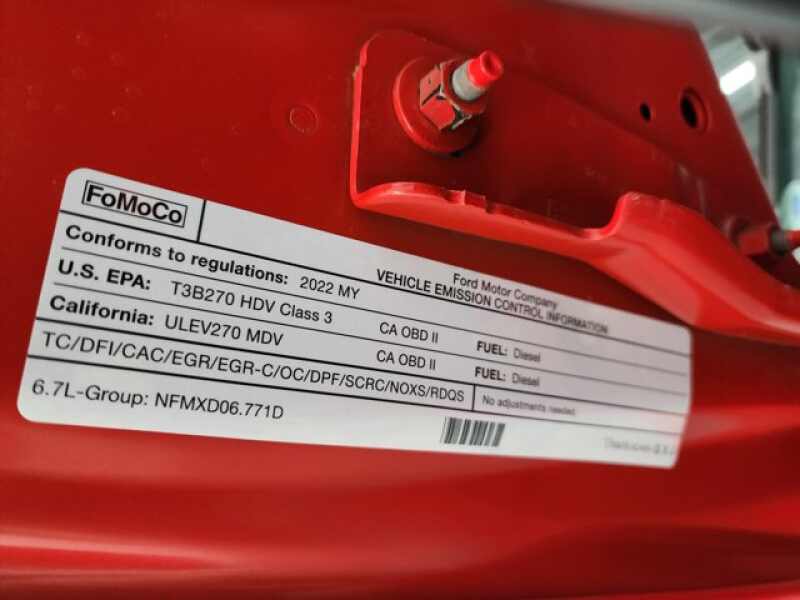 FoMoCo
Ford Motor Company
VEHICLE EMISSION CONTROL INFORMATION
Conforms to regulations: 2022 MY
U.S. EPA: T3B270 HDV Class 3 CA OBD II FUEL: Diesel
California: ULEV270 MDV CA OBD II FUEL: Diesel
TC/DFI/CAC/EGR/EGR-C/OC/DPF/SCRC/NOXS/RDQS No adjustments needed.
6.7L-Group: NFMXD06.771D